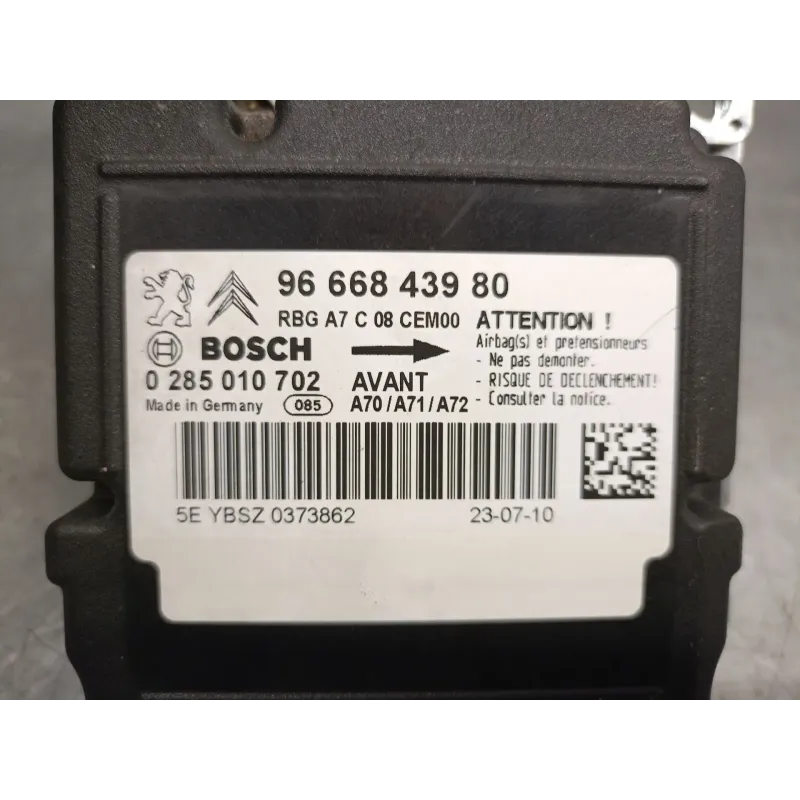 96 668 439 80
RBG A7 C 08 CEM00
BOSCH
0 285 010 702
Made in Germany 085
AVANT
A70/A71/A72
ATTENTION !
Airbag(s) et pretensionneurs
- Ne pas demonter.
- RISQUE DE DECLENCHEMENT!
- Consulter la notice.
5E YBSZ 0373862 23-07-10